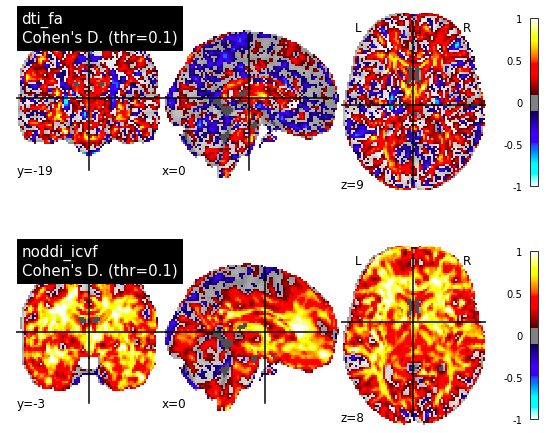 dti_fa
Cohen's D. (thr=0.1)
L R
1
0.5
0
-0.5
-1
y=-19 x=0 z=9
noddi_icvf
Cohen's D. (thr=0.1)
L R
1
0.5
0
-0.5
-1
y=-3 x=0 z=8